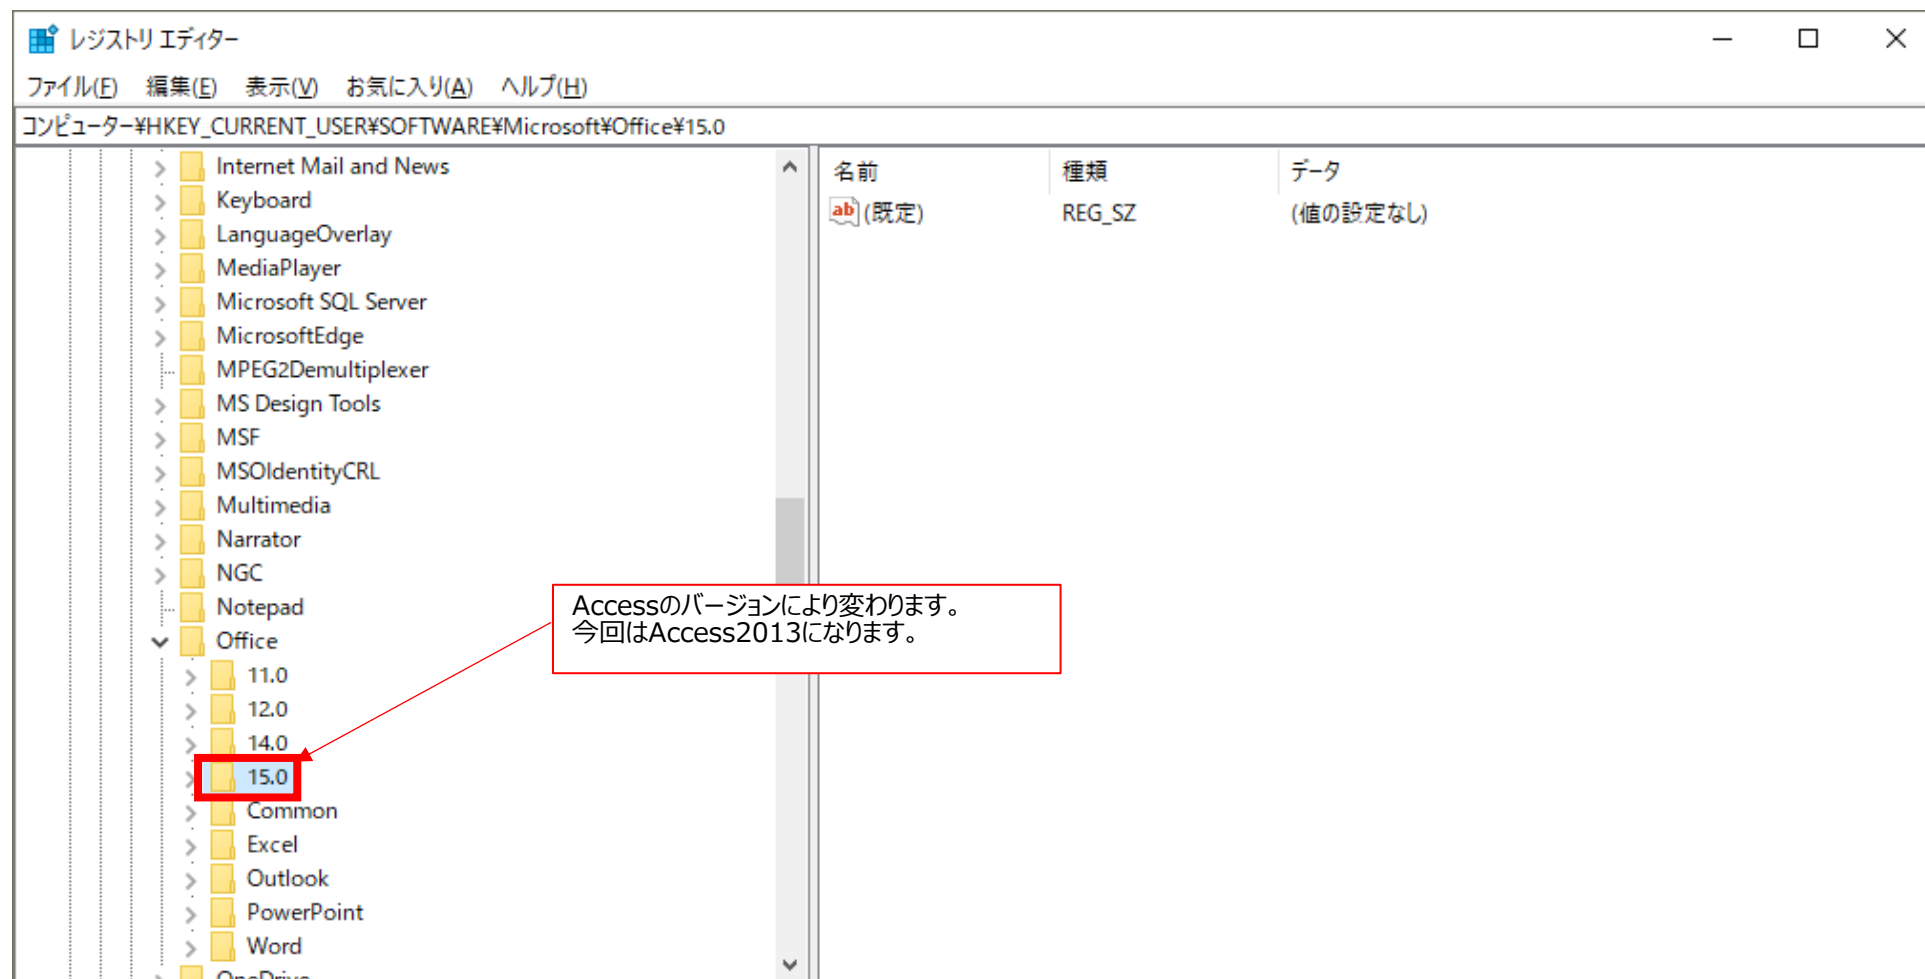 レジストリ エディター
ファイル(F) 編集(E) 表示(V) お気に入り(A) ヘルプ(H)
コンピューター¥HKEY_CURRENT_USER¥SOFTWARE¥Microsoft¥Office¥15.0
名前 種類 データ
ab (既定) REG_SZ (値の設定なし)
Internet Mail and News
Keyboard
LanguageOverlay
MediaPlayer
Microsoft SQL Server
MicrosoftEdge
MPEG2Demultiplexer
MS Design Tools
MSF
MSOIdentityCRL
Multimedia
Narrator
NGC
Notepad
Office
11.0
12.0
14.0
15.0
Common
Excel
Outlook
PowerPoint
Word
OneDrive
Accessのバージョンにより変わります。
今回はAccess2013になります。